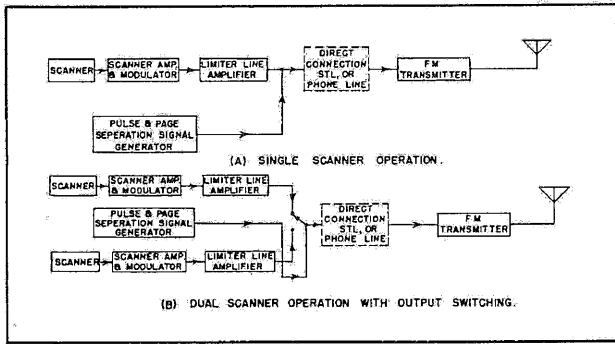 SCANNER
SCANNER AMP.
& MODULATOR
LIMITER LINE
AMPLIFIER
DIRECT
CONNECTION
STL, OR
PHONE LINE
FM
TRANSMITTER
PULSE & PAGE
SEPERATION SIGNAL
GENERATOR
(A) SINGLE SCANNER OPERATION.
SCANNER
SCANNER AMP.
& MODULATOR
LIMITER LINE
AMPLIFIER
PULSE & PAGE
SEPERATION SIGNAL
GENERATOR
DIRECT
CONNECTION
STL, OR
PHONE LINE
FM
TRANSMITTER
SCANNER
SCANNER AMP.
& MODULATOR
LIMITER LINE
AMPLIFIER
(B) DUAL SCANNER OPERATION WITH OUTPUT SWITCHING.